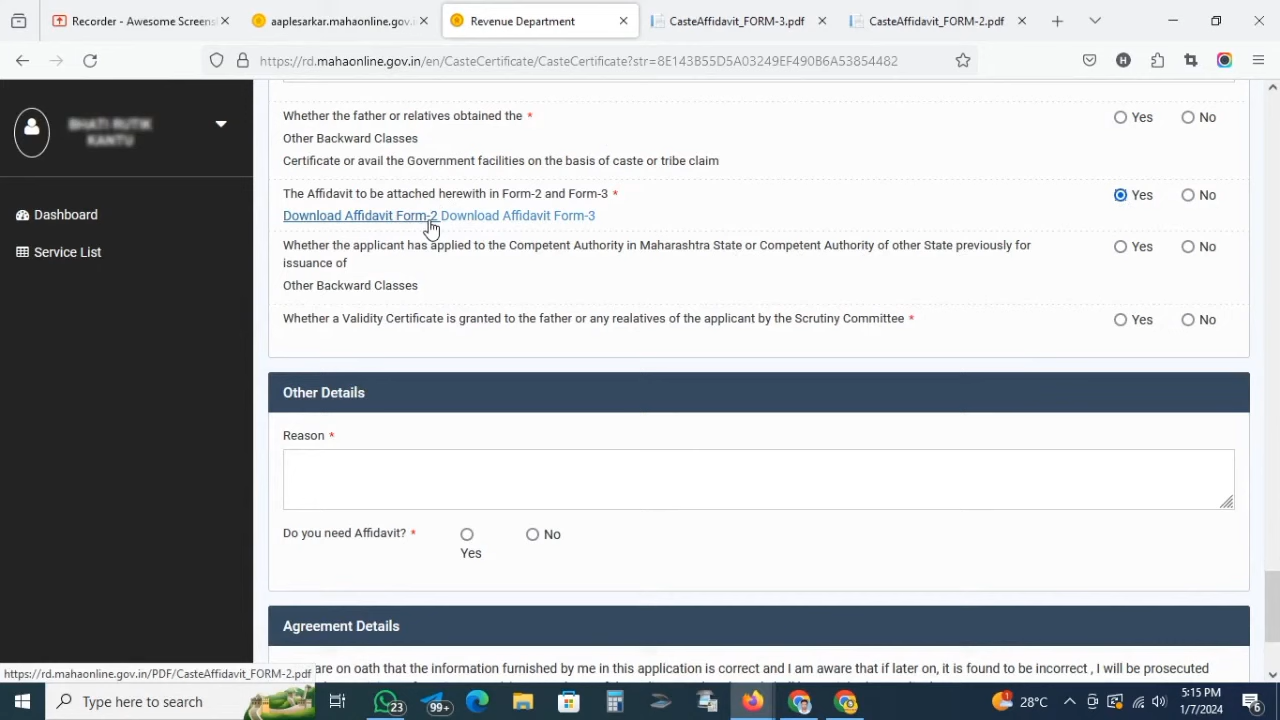 Recorder - Awesome Screensh
aaplesarkar.mahaonline.gov.i
Revenue Department
CasteAffidavit_FORM-3.pdf
CasteAffidavit_FORM-2.pdf
https://rd.mahaonline.gov.in/en/CasteCertificate/CasteCertificate?str=8E143B55D5A03249EF490B6A53854482
H
BHATI RUTIK
KANTU
Dashboard
Service List
Whether the father or relatives obtained the *
Yes No
Other Backward Classes
Certificate or avail the Government facilities on the basis of caste or tribe claim
The Affidavit to be attached herewith in Form-2 and Form-3 *
Yes No
Download Affidavit Form-2 Download Affidavit Form-3
Whether the applicant has applied to the Competent Authority in Maharashtra State or Competent Authority of other State previously for
Yes No
issuance of
Other Backward Classes
Whether a Validity Certificate is granted to the father or any realatives of the applicant by the Scrutiny Committee *
Yes No
Other Details
Reason *
Do you need Affidavit? *
Yes
No
Agreement Details
are on oath that the information furnished by me in this application is correct and I am aware that if later on, it is found to be incorrect , I will be prosecuted
https://rd.mahaonline.gov.in/PDF/CasteAffidavit_FORM-2.pdf
Type here to search
23
99+
1
28°C
5:15 PM
1/7/2024
6